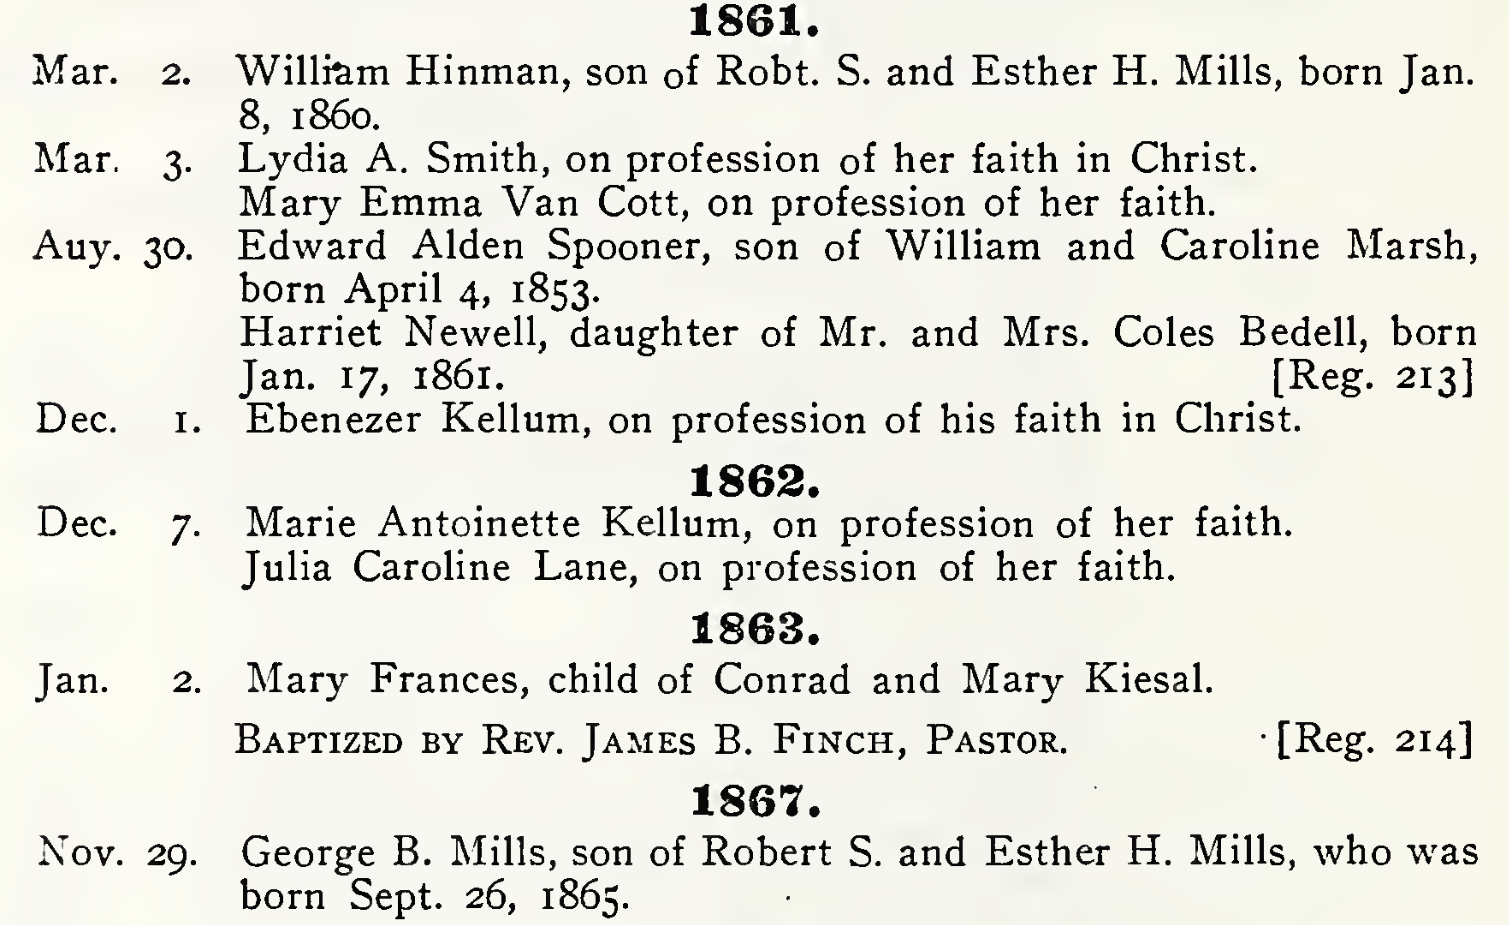 1861.
Mar. 2. William Hinman, son of Robt. S. and Esther H. Mills, born Jan.
8, 1860.
Mar. 3. Lydia A. Smith, on profession of her faith in Christ.
Mary Emma Van Cott, on profession of her faith.
Auy. 30. Edward Alden Spooner, son of William and Caroline Marsh,
born April 4, 1853.
Harriet Newell, daughter of Mr. and Mrs. Coles Bedell, born
Jan. 17, 1861. [Reg. 213]
Dec. 1. Ebenezer Kellum, on profession of his faith in Christ.
1862.
Dec. 7. Marie Antoinette Kellum, on profession of her faith.
Julia Caroline Lane, on profession of her faith.
1863.
Jan. 2. Mary Frances, child of Conrad and Mary Kiesal.
Baptized by Rev. James B. Finch, Pastor. [Reg. 214]
1867.
Nov. 29. George B. Mills, son of Robert S. and Esther H. Mills, who was
born Sept. 26, 1865.